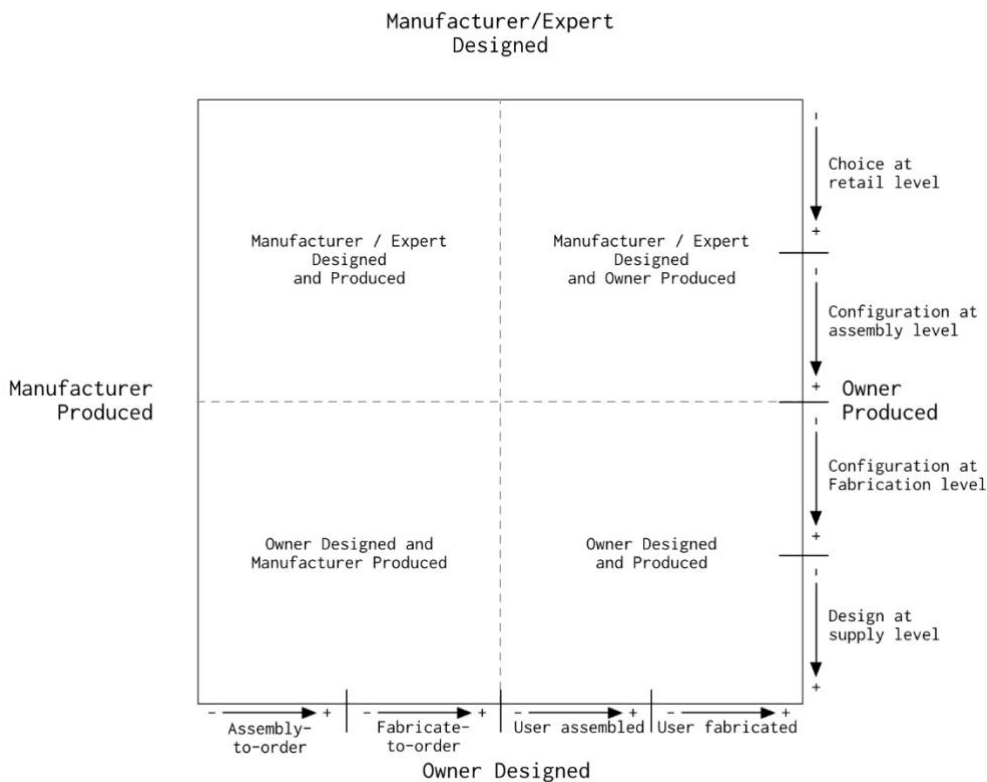 Manufacturer/Expert
Designed
Choice at
retail level
Manufacturer / Expert
Designed
and Produced
Manufacturer / Expert
Designed
and Owner Produced
Configuration at
assembly level
Manufacturer
Produced
Owner
Produced
Configuration at
Fabrication level
Owner Designed and
Manufacturer Produced
Owner Designed
and Produced
Design at
supply level
- + - + - + - +
Assembly-
to-order
Fabricate-
to-order
User assembled
User fabricated
Owner Designed